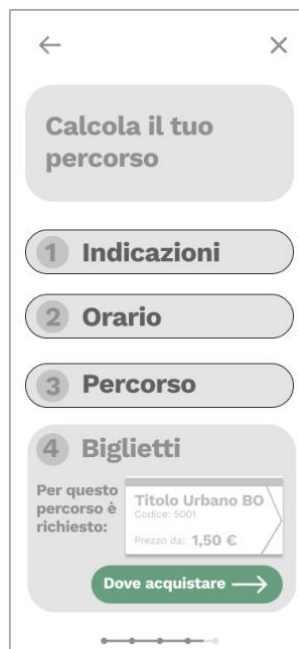 Calcola il tuo
percorso
1 Indicazioni
2 Orario
3 Percorso
4 Biglietti
Per questo
percorso è
richiesto:
Titolo Urbano BO
Codice: 5001
Prezzo da: 1,50 €
Dove acquistare